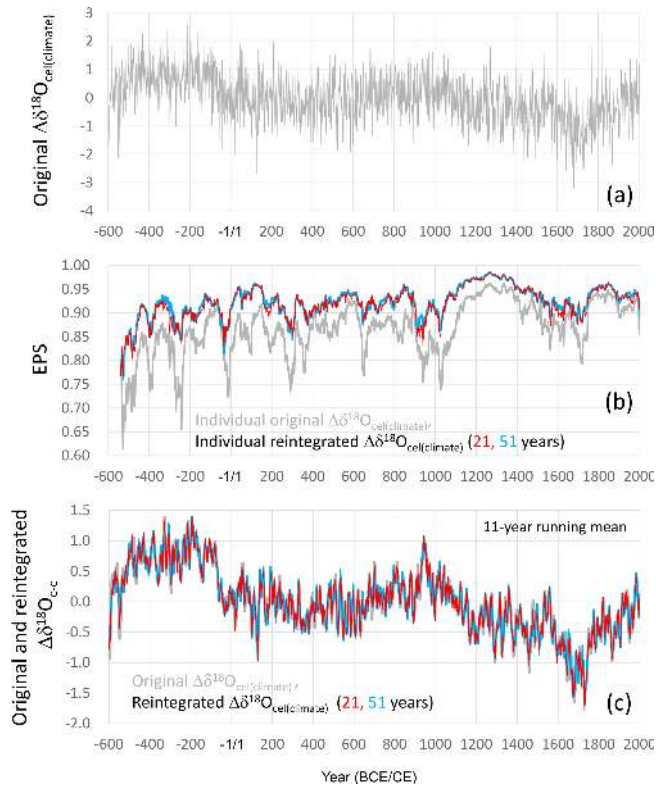 Original Δδ¹⁸Ocel(climate)
3
2
1
0
-1
-2
-3
-4
(a)
-600 -400 -200 -1/1 200 400 600 800 1000 1200 1400 1600 1800 2000
EPS
1.00
0.95
0.90
0.85
0.80
0.75
0.70
0.65
0.60
(b)
Individual original Δδ¹⁸Ocel(climate),
Individual reintegrated Δδ¹⁸Ocel(climate) (21, 51 years)
-600 -400 -200 -1/1 200 400 600 800 1000 1200 1400 1600 1800 2000
Original and reintegrated
Δδ¹⁸Oc-c
1.5
1.0
0.5
0.0
-0.5
-1.0
-1.5
-2.0
11-year running mean
Original Δδ¹⁸Ocel(climate),
Reintegrated Δδ¹⁸Ocel(climate) (21, 51 years)
(c)
-600 -400 -200 -1/1 200 400 600 800 1000 1200 1400 1600 1800 2000
Year (BCE/CE)